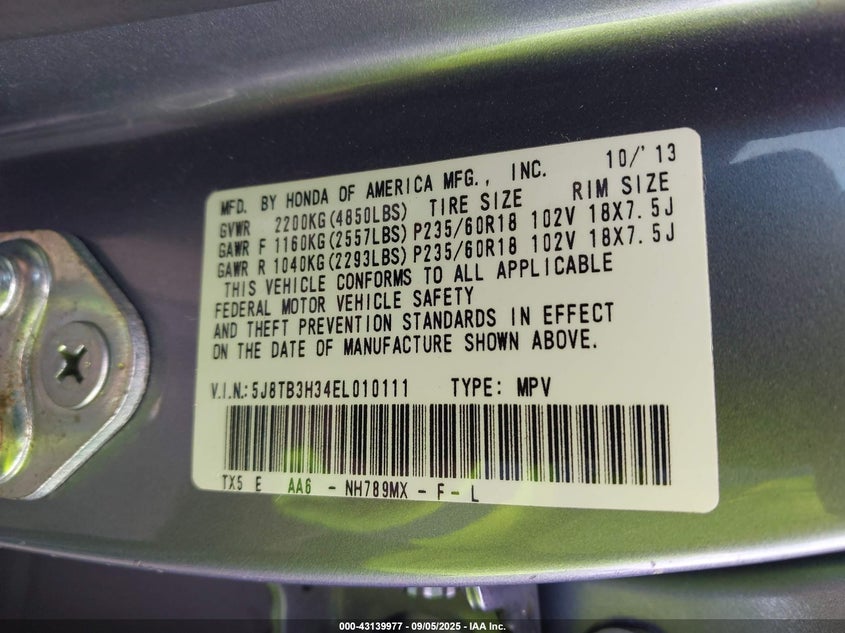 MFD. BY HONDA OF AMERICA MFG., INC. 10/'13
GVWR 2200KG(4850LBS) TIRE SIZE RIM SIZE
GAWR F 1160KG(2557LBS) P235/60R18 102V 18X7.5J
GAWR R 1040KG(2293LBS) P235/60R18 102V 18X7.5J
THIS VEHICLE CONFORMS TO ALL APPLICABLE
FEDERAL MOTOR VEHICLE SAFETY
AND THEFT PREVENTION STANDARDS IN EFFECT
ON THE DATE OF MANUFACTURE SHOWN ABOVE.
V.I.N.: 5J8TB3H34EL010111 TYPE: MPV
TX5 E AA6 - NH789MX - F - L
000-43139977 - 09/05/2025 - IAA Inc.